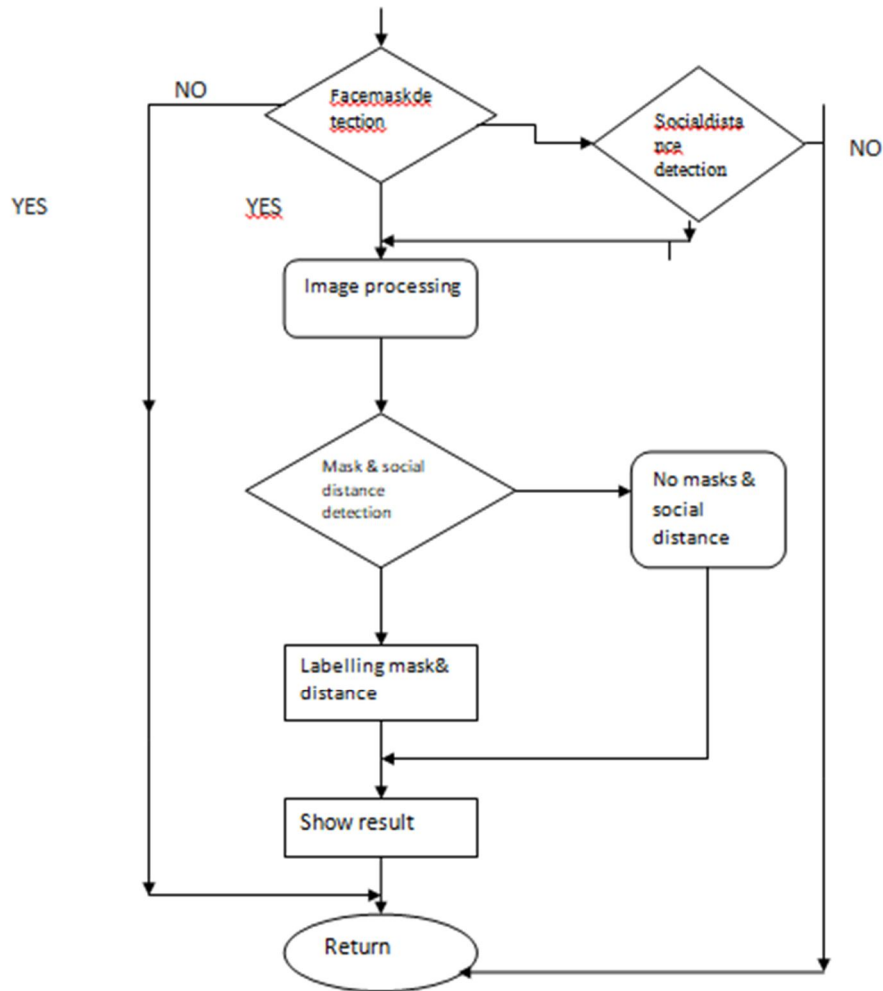 NO
Facemaskde
tection
Socialdista
nce
detection
NO
YES
YES
Image processing
Mask & social
distance
detection
No masks &
social
distance
Labelling mask&
distance
Show result
Return